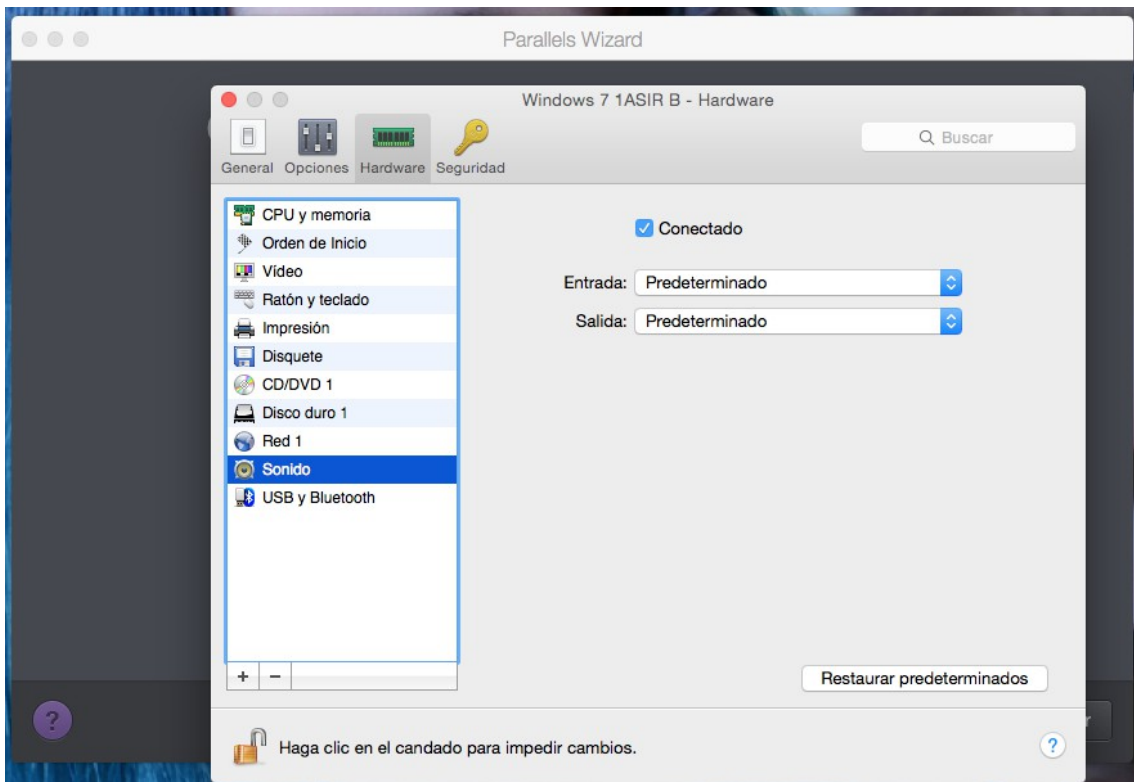 Parallels Wizard
Windows 7 1ASIR B - Hardware
General Opciones Hardware Seguridad
Buscar
CPU y memoria
Orden de Inicio
Vídeo
Ratón y teclado
Impresión
Disquete
CD/DVD 1
Disco duro 1
Red 1
Sonido
USB y Bluetooth
Conectado
Entrada: Predeterminado
Salida: Predeterminado
+ −
Restaurar predeterminados
?
r
Haga clic en el candado para impedir cambios.
?